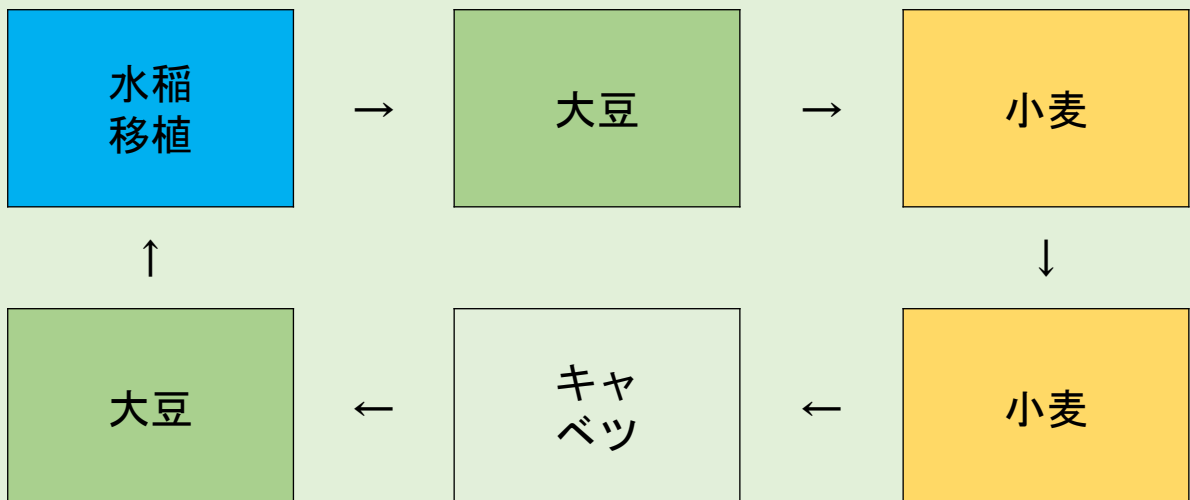 水稲
移植
→
大豆
→
小麦
↑
↓
大豆
←
キャ
ベツ
←
小麦